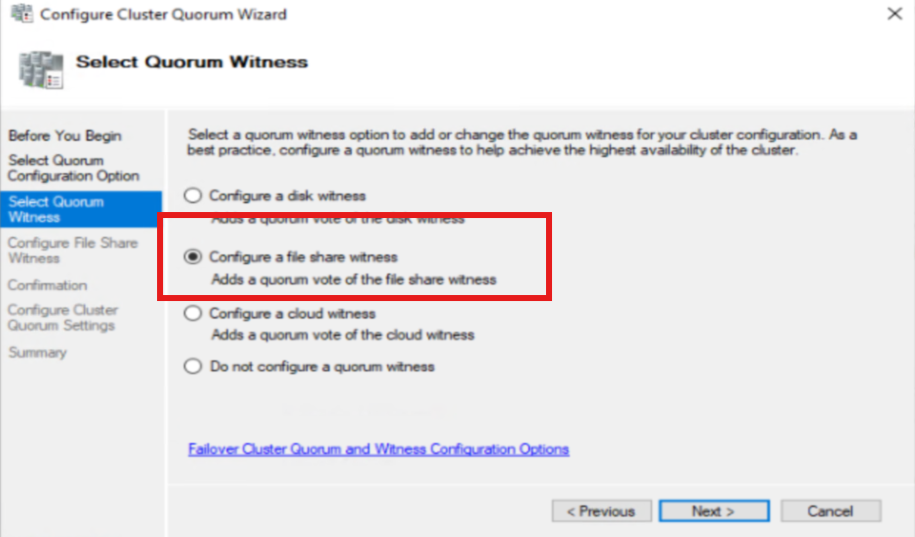 Configure Cluster Quorum Wizard
Select Quorum Witness
Before You Begin
Select Quorum
Configuration Option
Select Quorum
Witness
Configure File Share
Witness
Confirmation
Configure Cluster
Quorum Settings
Summary
Select a quorum witness option to add or change the quorum witness for your cluster configuration. As a
best practice, configure a quorum witness to help achieve the highest availability of the cluster.
Configure a disk witness
Adds a quorum vote of the disk witness
Configure a file share witness
Adds a quorum vote of the file share witness
Configure a cloud witness
Adds a quorum vote of the cloud witness
Do not configure a quorum witness
Failover Cluster Quorum and Witness Configuration Options
< Previous
Next >
Cancel